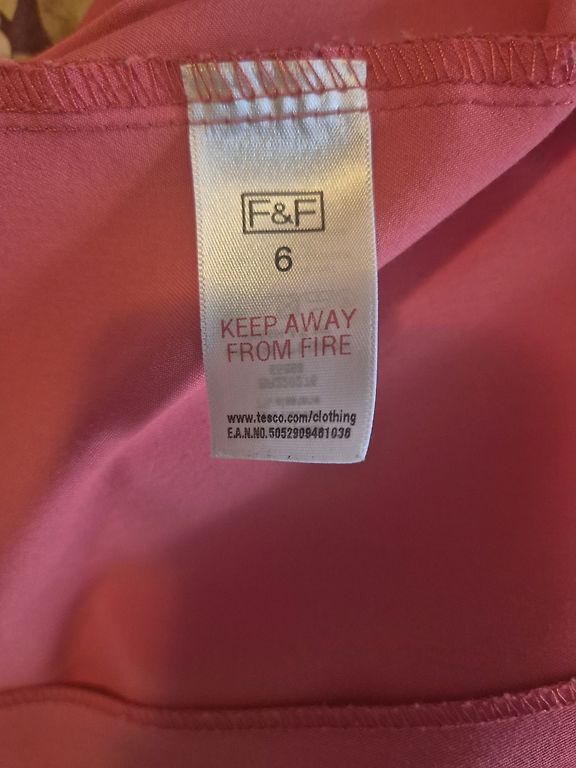 F&F
6
KEEP AWAY
FROM FIRE
www.tesco.com/clothing
E.A.N.NO.5052909461036